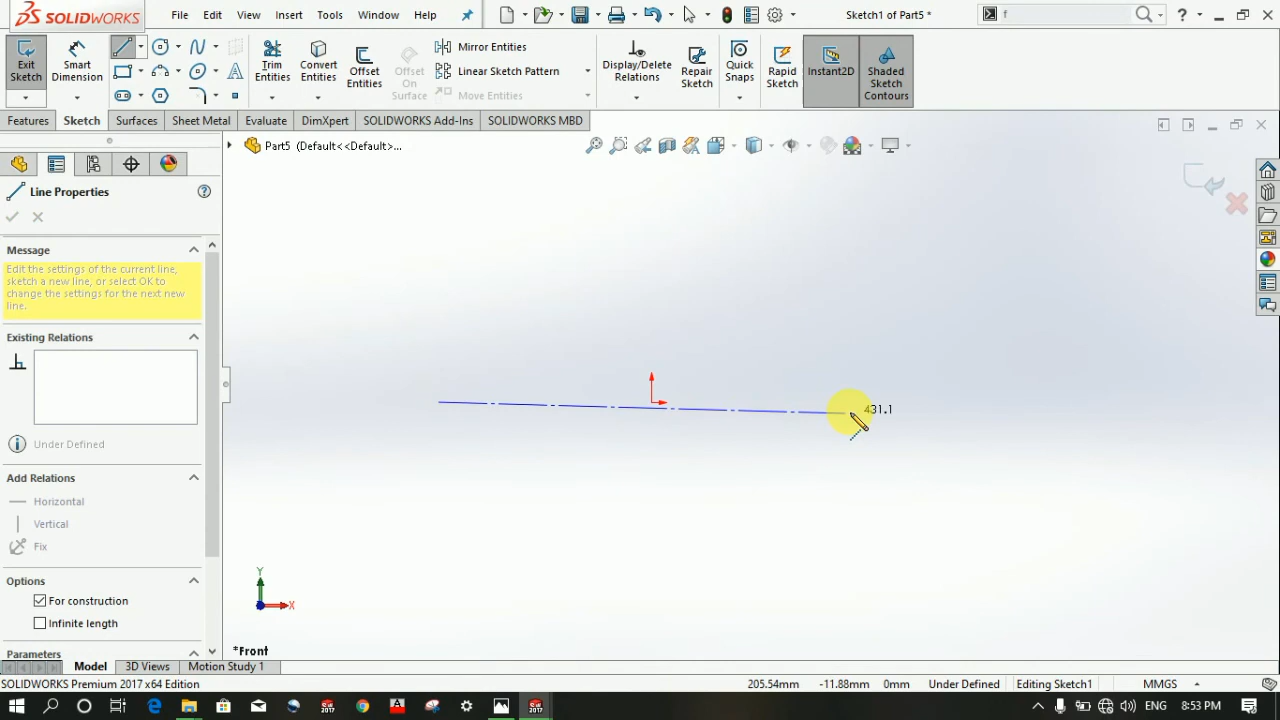 SOLIDWORKS File Edit View Insert Tools Window Help Sketch1 of Part5 * f ?
Exit Sketch
Smart Dimension
Trim Entities
Convert Entities
Offset Entities
Offset On Surface
Mirror Entities
Linear Sketch Pattern
Move Entities
Display/Delete Relations
Repair Sketch
Quick Snaps
Rapid Sketch
Instant2D
Shaded Sketch Contours
Features Sketch Surfaces Sheet Metal Evaluate DimXpert SOLIDWORKS Add-Ins SOLIDWORKS MBD
Part5 (Default<<Default>...
Line Properties
Message
Edit the settings of the current line,
sketch a new line, or select OK to
change the settings for the next new
line.
Existing Relations
431.1
Under Defined
Add Relations
Horizontal
Vertical
Fix
Options
For construction
Infinite length
Parameters
Y
X
*Front
Model 3D Views Motion Study 1
SOLIDWORKS Premium 2017 x64 Edition 205.54mm -11.88mm 0mm Under Defined Editing Sketch1 MMGS
ENG 8:53 PM